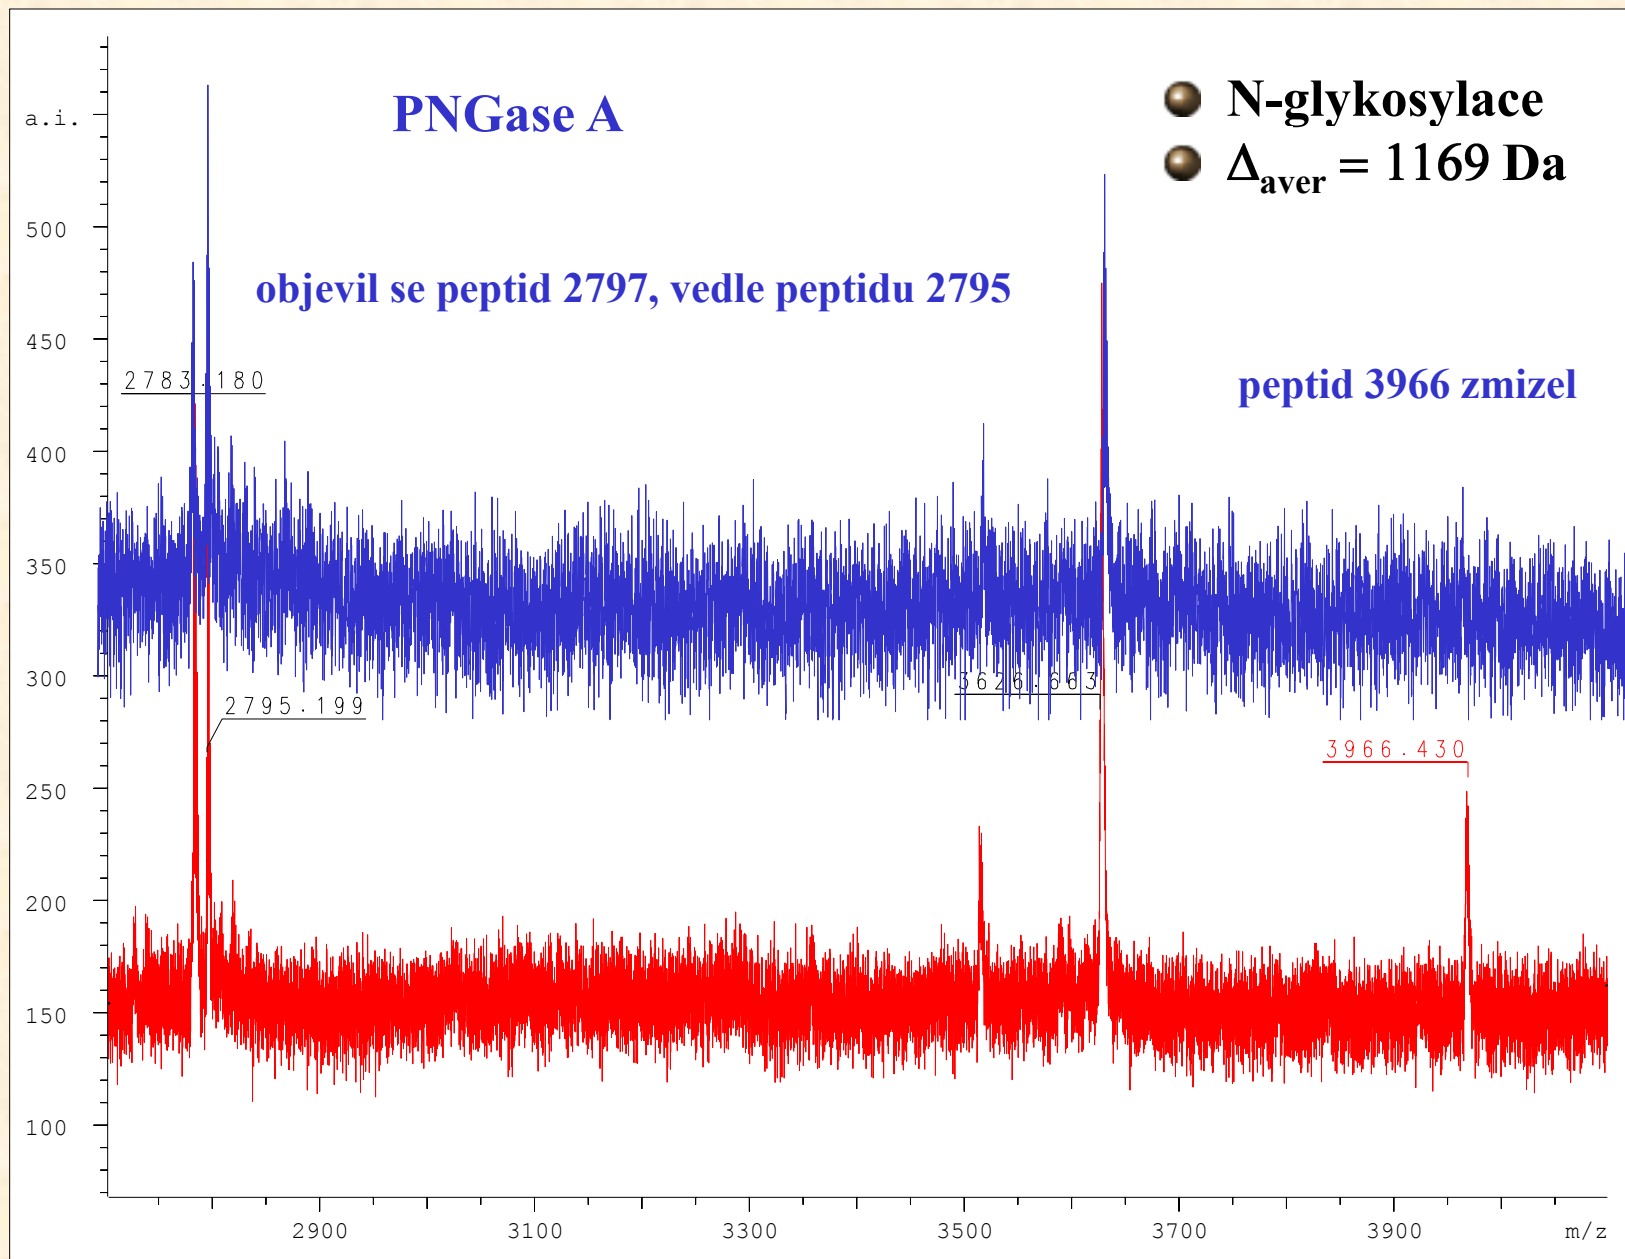 PNGase A
N-glykosylace
Δaver = 1169 Da
a.i.
objevil se peptid 2797, vedle peptidu 2795
peptid 3966 zmizel
2783.180
2795.199
3626.663
3966.430
500
450
400
350
300
250
200
150
100
2900 3100 3300 3500 3700 3900 m/z